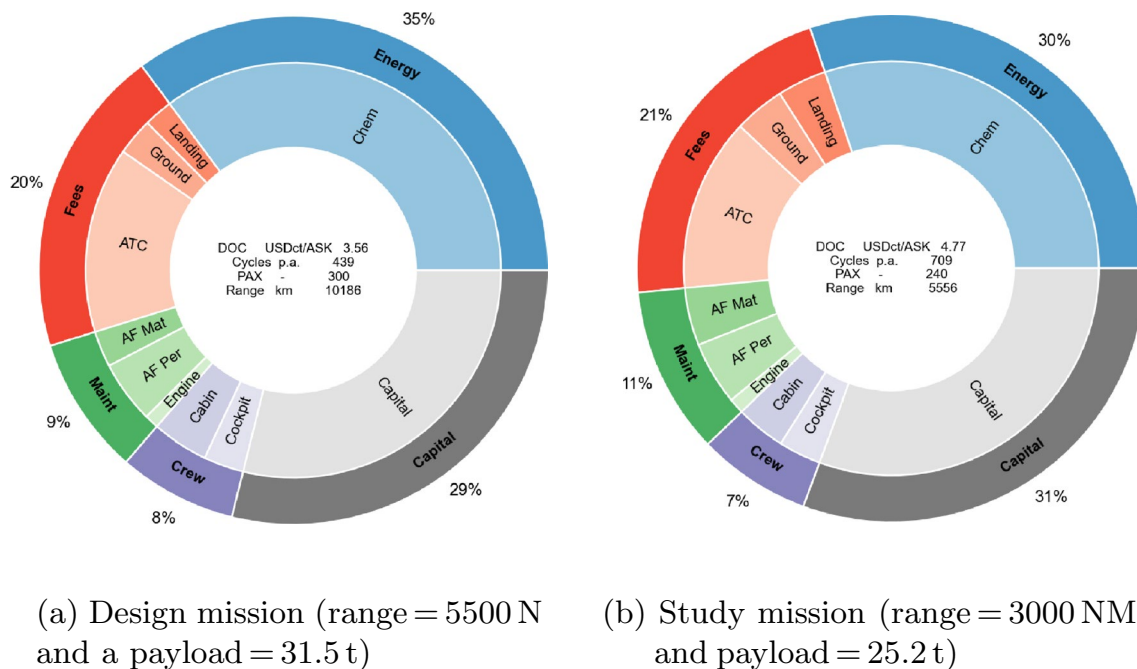 35%
Energy
Chem
Landing
Ground
Fees
20%
ATC
DOC USDct/ASK 3.56
Cycles p.a. 439
PAX - 300
Range km 10186
AF Mat
AF Per
Engine
Maint
9%
Cabin
Cockpit
Crew
8%
Capital
Capital
29%
30%
Energy
Chem
Landing
Ground
Fees
21%
ATC
DOC USDct/ASK 4.77
Cycles p.a. 709
PAX - 240
Range km 5556
AF Mat
AF Per
Engine
Maint
11%
Cabin
Cockpit
Crew
7%
Capital
Capital
31%
(a) Design mission (range = 5500 N
and a payload = 31.5 t)
(b) Study mission (range = 3000 NM
and payload = 25.2 t)